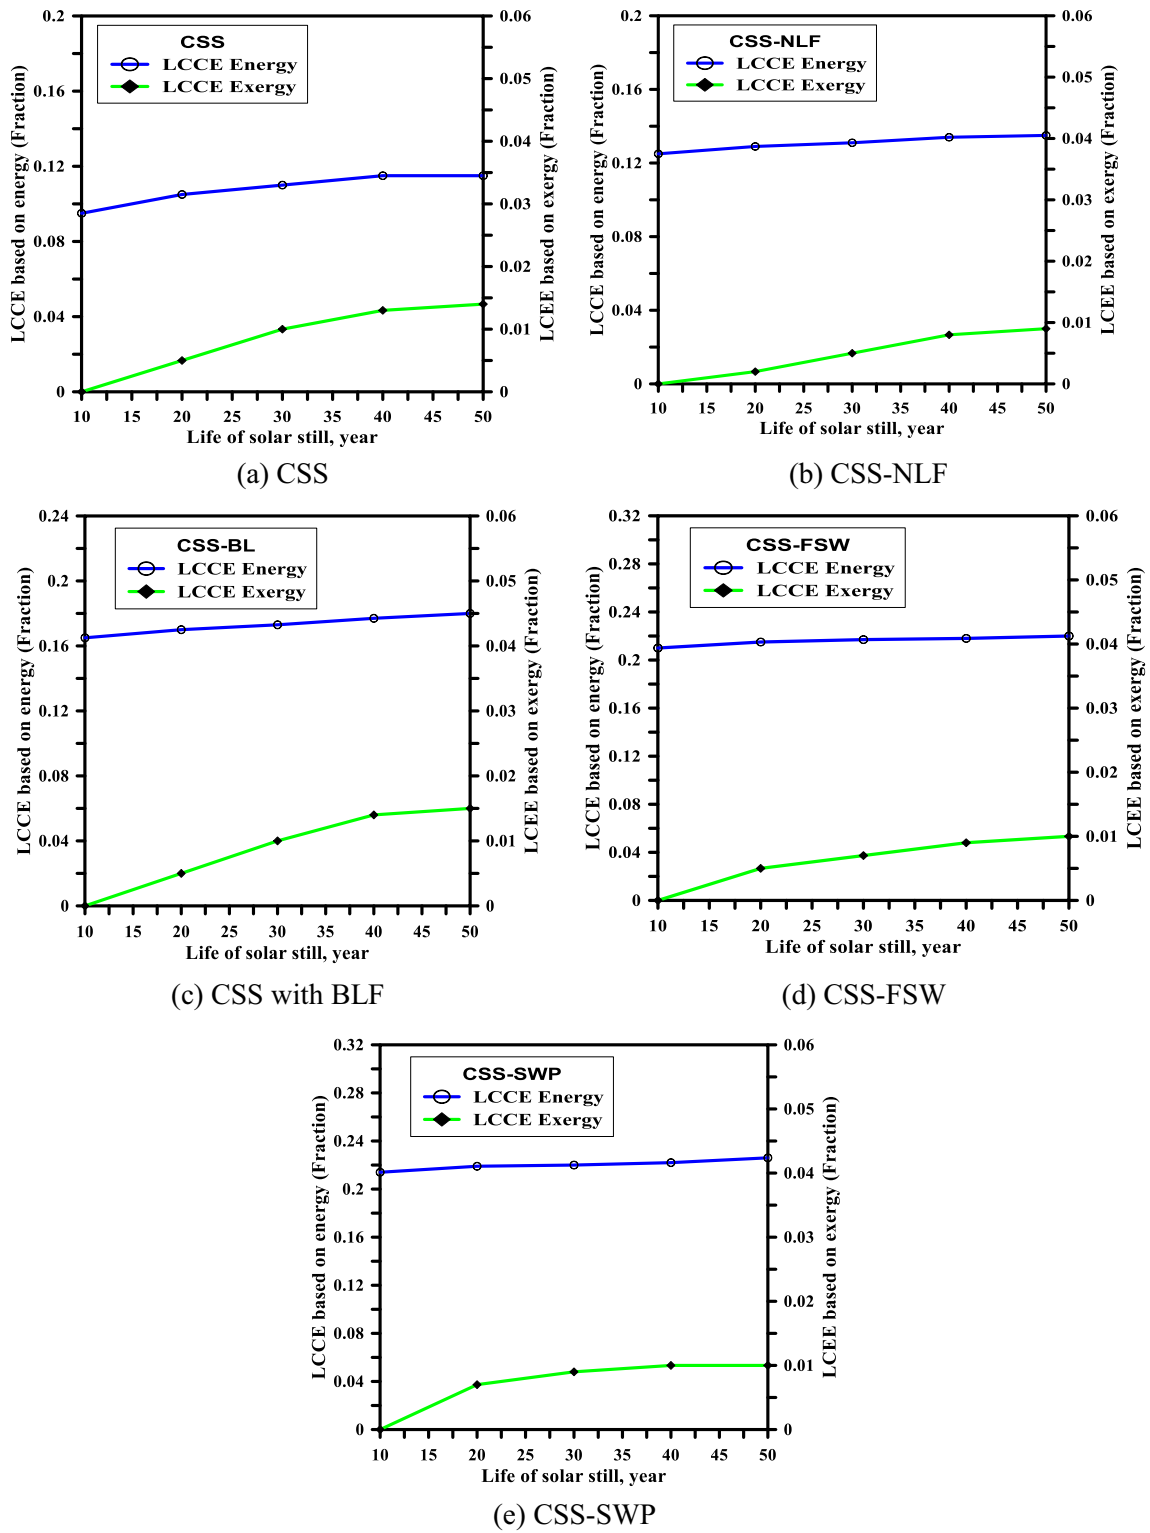 CSS
LCCE Energy
LCCE Exergy
LCCE based on energy (Fraction)
0.2
0.16
0.12
0.08
0.04
0
0.06
0.05
0.04
0.03
0.02
0.01
0
LCEE based on exergy (Fraction)
10 15 20 25 30 35 40 45 50
Life of solar still, year
(a) CSS
CSS-NLF
LCCE Energy
LCCE Exergy
LCCE based on energy (Fraction)
0.2
0.16
0.12
0.08
0.04
0
0.06
0.05
0.04
0.03
0.02
0.01
0
LCEE based on exergy (Fraction)
10 15 20 25 30 35 40 45 50
Life of solar still, year
(b) CSS-NLF
CSS-BL
LCCE Energy
LCCE Exergy
LCCE based on energy (Fraction)
0.24
0.2
0.16
0.12
0.08
0.04
0
0.06
0.05
0.04
0.03
0.02
0.01
0
LCEE based on exergy (Fraction)
10 15 20 25 30 35 40 45 50
Life of solar still, year
(c) CSS with BLF
CSS-FSW
LCCE Energy
LCCE Exergy
LCCE based on energy (Fraction)
0.32
0.28
0.24
0.2
0.16
0.12
0.08
0.04
0
0.06
0.05
0.04
0.03
0.02
0.01
0
LCEE based on exergy (Fraction)
10 15 20 25 30 35 40 45 50
Life of solar still, year
(d) CSS-FSW
CSS-SWP
LCCE Energy
LCCE Exergy
LCCE based on energy (Fraction)
0.32
0.28
0.24
0.2
0.16
0.12
0.08
0.04
0
0.06
0.05
0.04
0.03
0.02
0.01
0
LCEE based on exergy (Fraction)
10 15 20 25 30 35 40 45 50
Life of solar still, year
(e) CSS-SWP